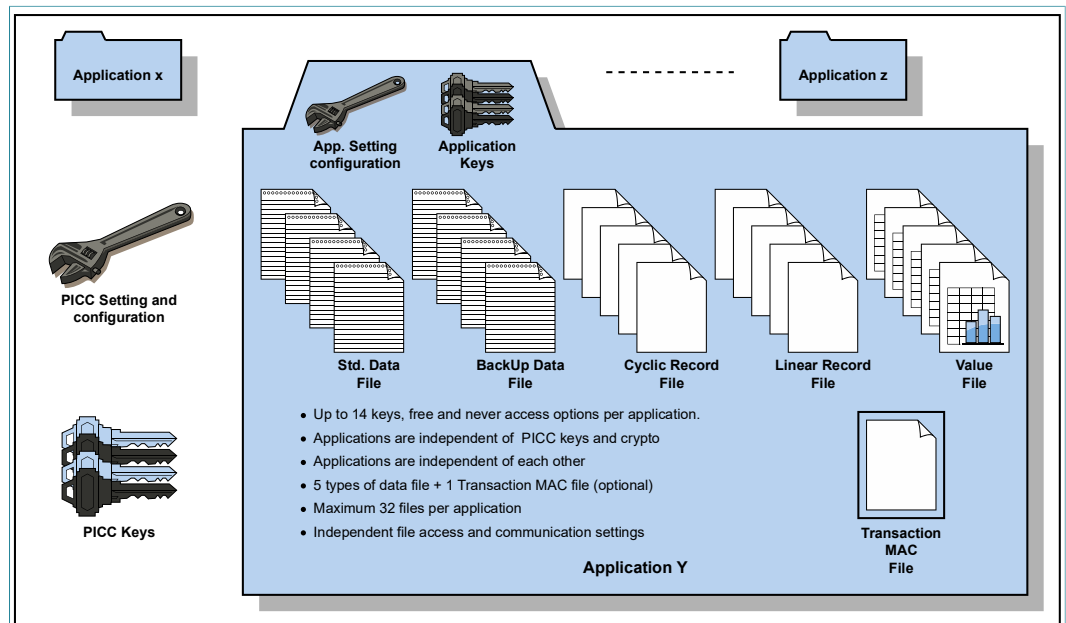 Application x
Application z
App. Setting
configuration
Application
Keys
PICC Setting and
configuration
Std. Data
File
BackUp Data
File
Cyclic Record
File
Linear Record
File
Value
File
• Up to 14 keys, free and never access options per application.
• Applications are independent of PICC keys and crypto
• Applications are independent of each other
• 5 types of data file + 1 Transaction MAC file (optional)
• Maximum 32 files per application
• Independent file access and communication settings
PICC Keys
Transaction
MAC
File
Application Y